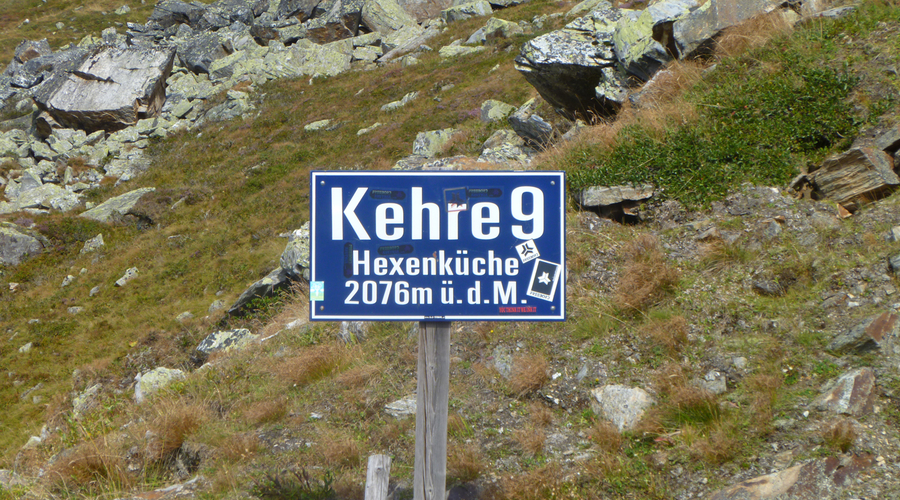 Kehre 9
Hexenküche
2076m ü.d.M.